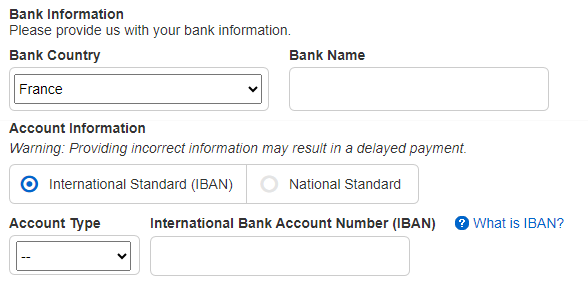 Bank Information
Please provide us with your bank information.
Bank Country Bank Name
France
Account Information
Warning: Providing incorrect information may result in a delayed payment.
International Standard (IBAN) National Standard
Account Type International Bank Account Number (IBAN) ? What is IBAN?
--